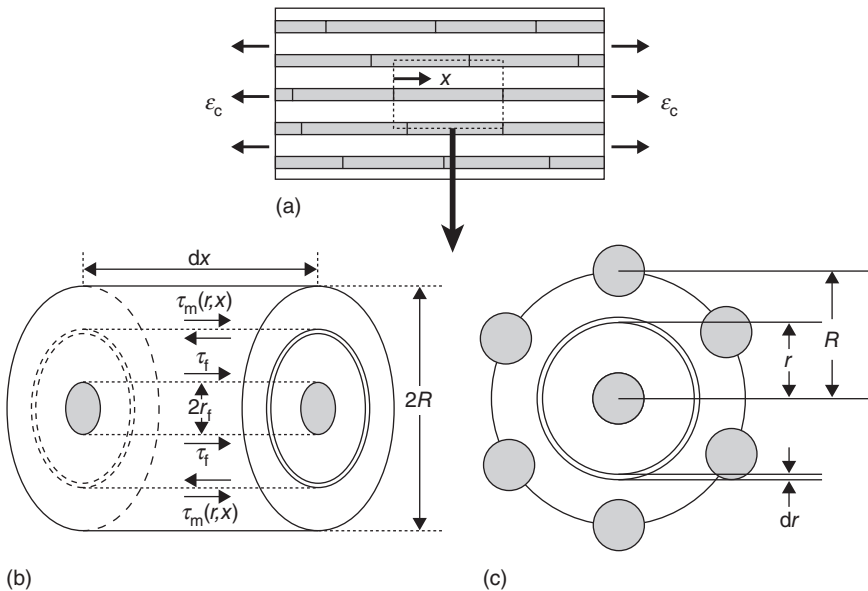 x
ε_c
ε_c
(a)
dx
τ_m(r,x)
τ_f
2r_f
τ_f
τ_m(r,x)
2R
(b)
r
R
dr
(c)